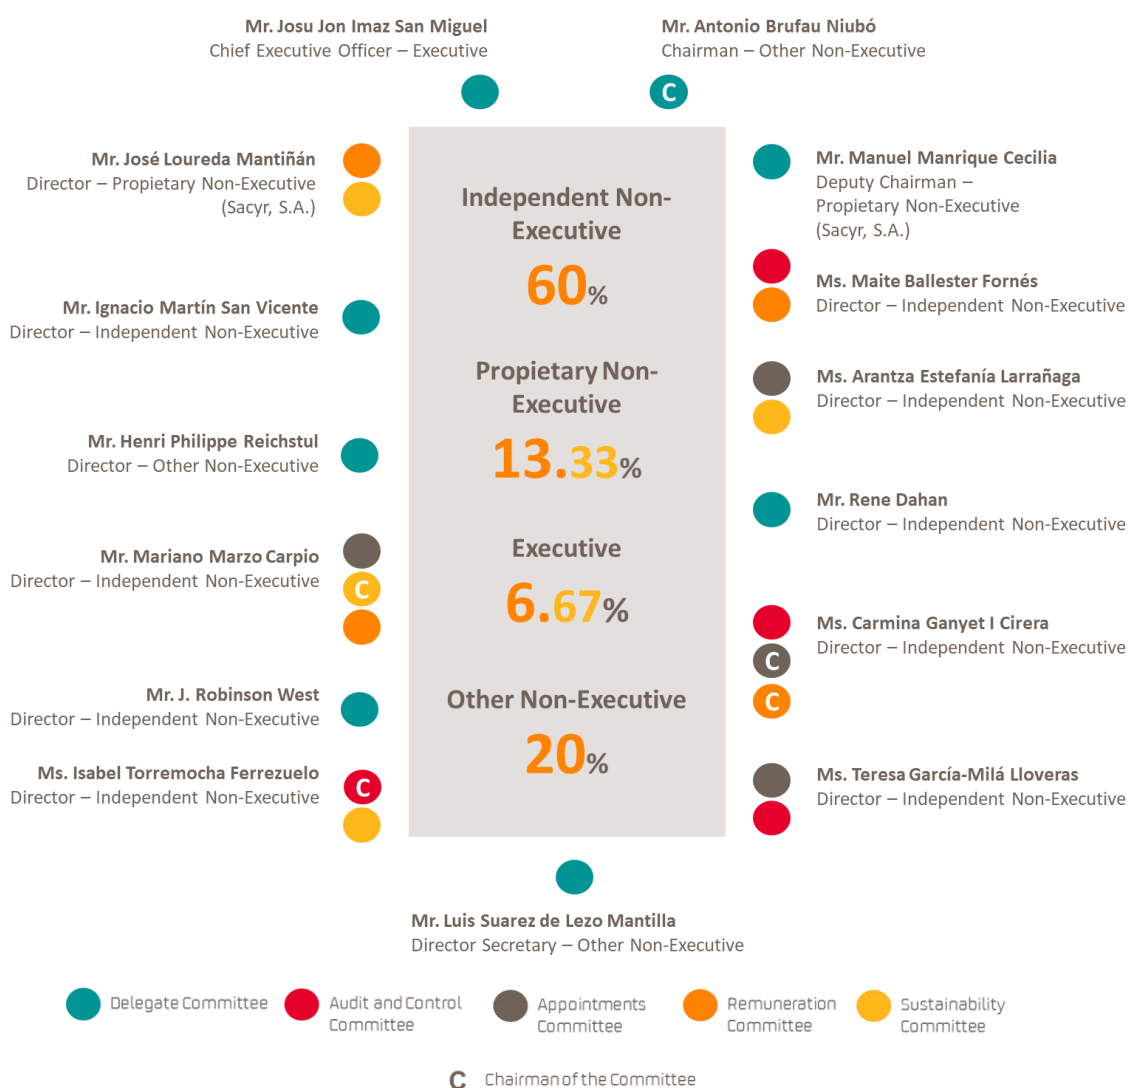 Mr. Josu Jon Imaz San Miguel
Chief Executive Officer – Executive
Mr. Antonio Brufau Niubó
Chairman – Other Non-Executive
C
Mr. José Loureda Mantiñán
Director – Propietary Non-Executive
(Sacyr, S.A.)
Mr. Ignacio Martín San Vicente
Director – Independent Non-Executive
Mr. Henri Philippe Reichstul
Director – Other Non-Executive
Mr. Mariano Marzo Carpio
Director – Independent Non-Executive
C
Mr. J. Robinson West
Director – Independent Non-Executive
Ms. Isabel Torremocha Ferrezuelo
Director – Independent Non-Executive
C
Independent Non-
Executive
60%
Propietary Non-
Executive
13.33%
Executive
6.67%
Other Non-Executive
20%
Mr. Manuel Manrique Cecilia
Deputy Chairman –
Propietary Non-Executive
(Sacyr, S.A.)
Ms. Maite Ballester Fornés
Director – Independent Non-Executive
Ms. Arantza Estefanía Larrañaga
Director – Independent Non-Executive
Mr. Rene Dahan
Director – Independent Non-Executive
Ms. Carmina Ganyet I Cirera
Director – Independent Non-Executive
C
C
Ms. Teresa García-Milá Lloveras
Director – Independent Non-Executive
Mr. Luis Suarez de Lezo Mantilla
Director Secretary – Other Non-Executive
Delegate Committee
Audit and Control
Committee
Appointments
Committee
Remuneration
Committee
Sustainability
Committee
C Chairman of the Committee